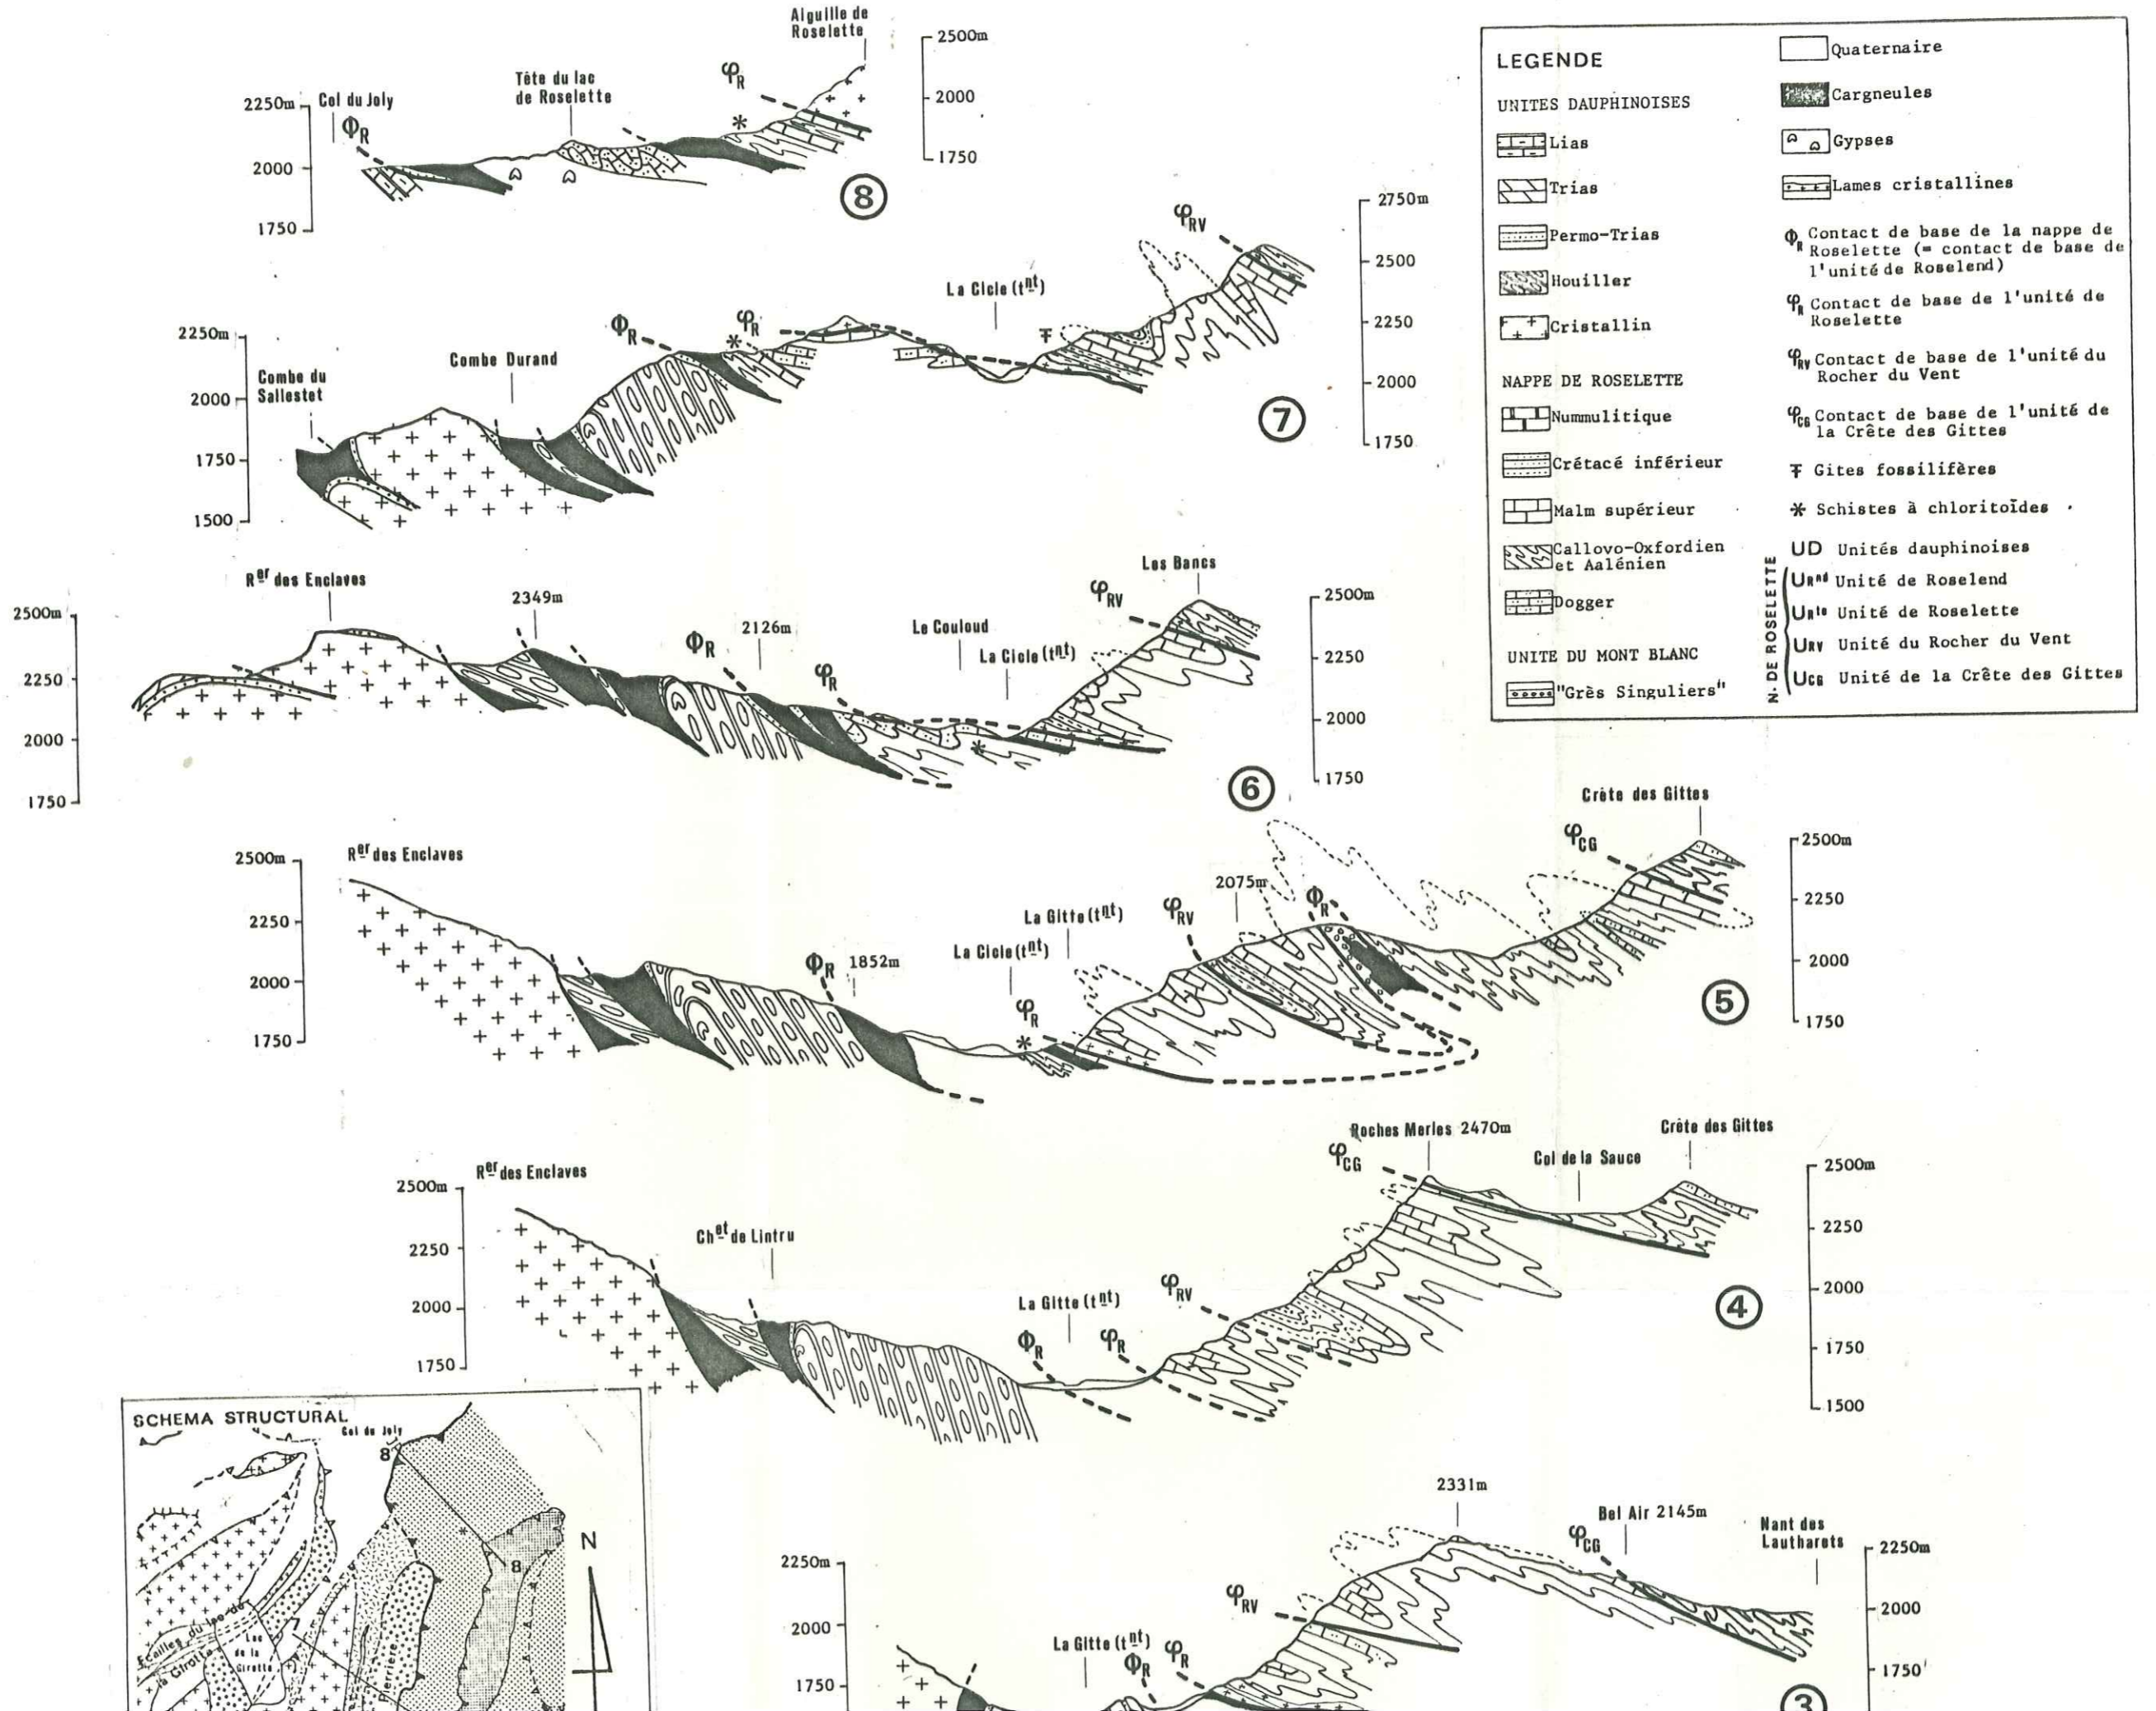 Aiguille de
Roselette
Tête du lac
de Roselette
φR
2500m
2000
1750
2250m
Col du Joly
ΦR
2000
1750
8
2750m
2500
2250
2000
1750
φRV
La Cicle (tnt)
Ŧ
ΦR
φR
2250m
2000
1750
1500
Combe du
Sallestet
Combe Durand
7
Rer des Enclaves
2349m
2126m
Le Couloud
La Cicle (tnt)
Les Bancs
ΦR
φR
φRV
2500m
2250
2000
1750
2500m
2250
2000
1750
6
Rer des Enclaves
2500m
2250
2000
1750
ΦR
1852m
La Cicle (tnt)
La Gitte (tnt)
φR
φRV
2075m
ΦR
Crête des Gittes
φCG
2500m
2250
2000
1750
5
Rer des Enclaves
2500m
2250
2000
1750
Chet de Lintru
La Gitte (tnt)
ΦR
φR
φRV
φCG
Roches Merles 2470m
Col de la Sauce
Crête des Gittes
2500m
2250
2000
1750
1500
4
2331m
Bel Air 2145m
Nant des
Lautharets
φCG
φRV
La Gitte (tnt)
ΦR
φR
2250m
2000
1750
2250m
2000
1750
3
SCHEMA STRUCTURAL
Col du Joly
8
8
N
Ecailles du lac de
la Girotte
Lac
de la
Girotte
7
Pierriere
LEGENDE
UNITES DAUPHINOISES
Lias
Trias
Permo-Trias
Houiller
Cristallin
NAPPE DE ROSELETTE
Nummulitique
Crétacé inférieur
Malm supérieur
Callovo-Oxfordien
et Aalénien
Dogger
UNITE DU MONT BLANC
"Grès Singuliers"
Quaternaire
Cargneules
Gypses
Lames cristallines
ΦR Contact de base de la nappe de
Roselette (= contact de base de
l'unité de Roselend)
φR Contact de base de l'unité de
Roselette
φRV Contact de base de l'unité du
Rocher du Vent
φCG Contact de base de l'unité de
la Crête des Gittes
Ŧ Gites fossilifères
* Schistes à chloritoïdes
UD Unités dauphinoises
N. DE ROSELETTE
URnd Unité de Roselend
URte Unité de Roselette
URV Unité du Rocher du Vent
UCG Unité de la Crête des Gittes